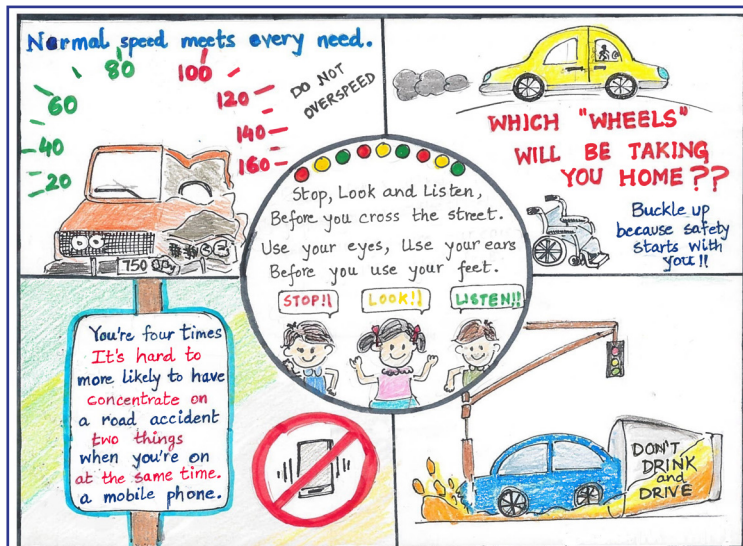 Normal speed meets every need.
20
40
60
80
100
120
140
160
DO NOT
OVERSPEED
WHICH "WHEELS"
WILL BE TAKING
YOU HOME??
Buckle up
because safety
starts with
you!!
Stop, Look and Listen,
Before you cross the street.
Use your eyes, Use your ears
Before you use your feet.
STOP!!
LOOK!!
LISTEN!!
You're four times
It's hard to
more likely to have
concentrate on
a road accident
two things
when you're on
at the same time.
a mobile phone.
DON'T
DRINK
and
DRIVE